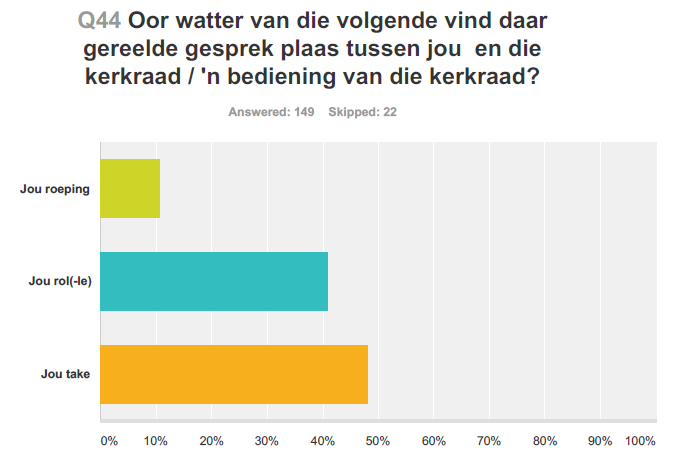 Q44 Oor watter van die volgende vind daar
gereelde gesprek plaas tussen jou en die
kerkraad / 'n bediening van die kerkraad?
Answered: 149 Skipped: 22
Jou roeping
Jou rol(-le)
Jou take
0% 10% 20% 30% 40% 50% 60% 70% 80% 90% 100%